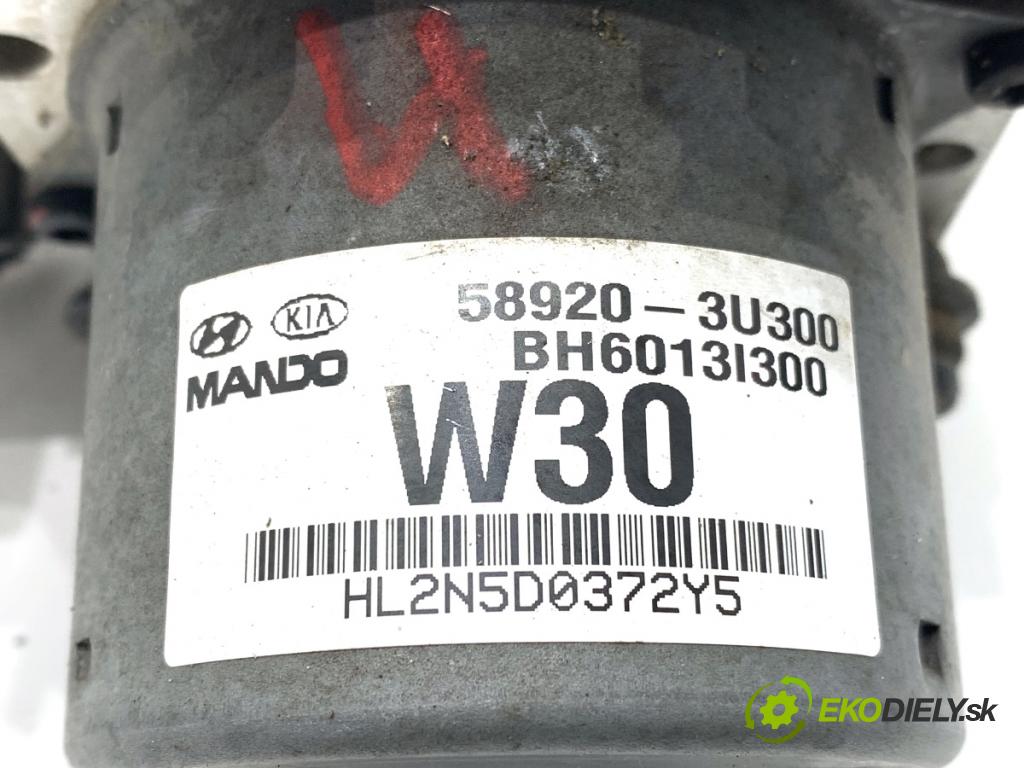 KIA
MANDO
58920-3U300
BH6013I300
W30
HL2N5D0372Y5
EKODIELY.sk